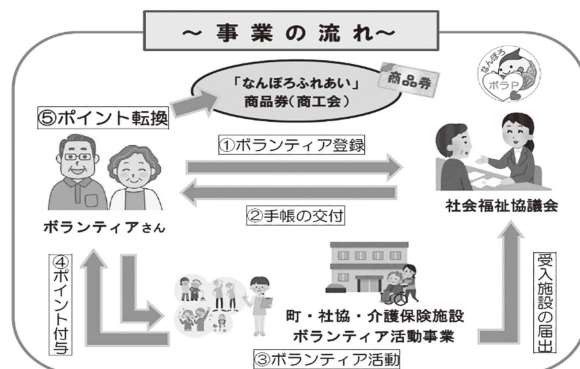 ～事業の流れ～
「なんぽろふれあい」
商品券（商工会）
商品券
なんぽろ
ボラP
⑤ポイント転換
①ボランティア登録
②手帳の交付
ボランティアさん
社会福祉協議会
④ポイント付与
町・社協・介護保険施設
ボランティア活動事業
③ボランティア活動
受入施設の届出